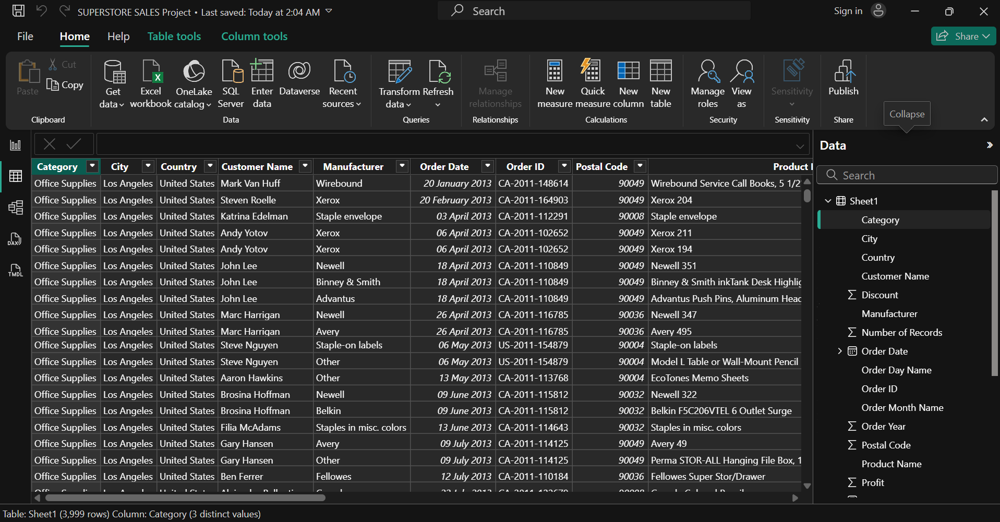 SUPERSTORE SALES Project • Last saved: Today at 2:04 AM
Search
Sign in
File Home Help Table tools Column tools
Share
Paste
Cut
Copy
Clipboard
Get data
Excel workbook
OneLake catalog
SQL Server
Enter data
Dataverse
Recent sources
Data
Transform data
Refresh
Queries
Manage relationships
Relationships
New measure
Quick measure
New column
New table
Calculations
Manage roles
View as
Security
Sensitivity
Sensitivity
Publish
Share
Collapse
X
DAX
TMDL
Category City Country Customer Name Manufacturer Order Date Order ID Postal Code Product
Office Supplies Los Angeles United States Mark Van Huff Wirebound 20 January 2013 CA-2011-148614 90049 Wirebound Service Call Books, 5 1/2"
Office Supplies Los Angeles United States Steven Roelle Xerox 20 February 2013 CA-2011-164903 90049 Xerox 204
Office Supplies Los Angeles United States Katrina Edelman Staple envelope 03 April 2013 CA-2011-112291 90008 Staple envelope
Office Supplies Los Angeles United States Andy Yotov Xerox 06 April 2013 CA-2011-102652 90049 Xerox 211
Office Supplies Los Angeles United States Andy Yotov Xerox 06 April 2013 CA-2011-102652 90049 Xerox 194
Office Supplies Los Angeles United States John Lee Newell 18 April 2013 CA-2011-110849 90049 Newell 351
Office Supplies Los Angeles United States John Lee Binney & Smith 18 April 2013 CA-2011-110849 90049 Binney & Smith inkTank Desk Highlig
Office Supplies Los Angeles United States John Lee Advantus 18 April 2013 CA-2011-110849 90049 Advantus Push Pins, Aluminum Head
Office Supplies Los Angeles United States Marc Harrigan Newell 26 April 2013 CA-2011-116785 90036 Newell 347
Office Supplies Los Angeles United States Marc Harrigan Avery 26 April 2013 CA-2011-116785 90036 Avery 495
Office Supplies Los Angeles United States Steve Nguyen Staple-on labels 06 May 2013 US-2011-154879 90004 Staple-on labels
Office Supplies Los Angeles United States Steve Nguyen Other 06 May 2013 US-2011-154879 90004 Model L Table or Wall-Mount Pencil
Office Supplies Los Angeles United States Aaron Hawkins Other 13 May 2013 CA-2011-113768 90004 EcoTones Memo Sheets
Office Supplies Los Angeles United States Brosina Hoffman Newell 09 June 2013 CA-2011-115812 90032 Newell 322
Office Supplies Los Angeles United States Brosina Hoffman Belkin 09 June 2013 CA-2011-115812 90032 Belkin F5C206VTEL 6 Outlet Surge
Office Supplies Los Angeles United States Filia McAdams Staples in misc. colors 13 June 2013 CA-2011-114643 90032 Staples in misc. colors
Office Supplies Los Angeles United States Gary Hansen Avery 09 July 2013 CA-2011-114125 90049 Avery 49
Office Supplies Los Angeles United States Gary Hansen Other 09 July 2013 CA-2011-114125 90049 Perma STOR-ALL Hanging File Box, 1
Office Supplies Los Angeles United States Ben Ferrer Fellowes 12 July 2013 CA-2011-110184 90036 Fellowes Super Stor/Drawer
Data
Search
Sheet1
Category
City
Country
Customer Name
Discount
Manufacturer
Number of Records
Order Date
Order Day Name
Order ID
Order Month Name
Order Year
Postal Code
Product Name
Profit
Table: Sheet1 (3,999 rows) Column: Category (3 distinct values)